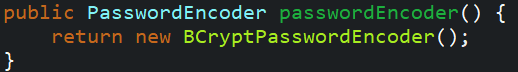 public PasswordEncoder passwordEncoder() {
    return new BCryptPasswordEncoder();
}